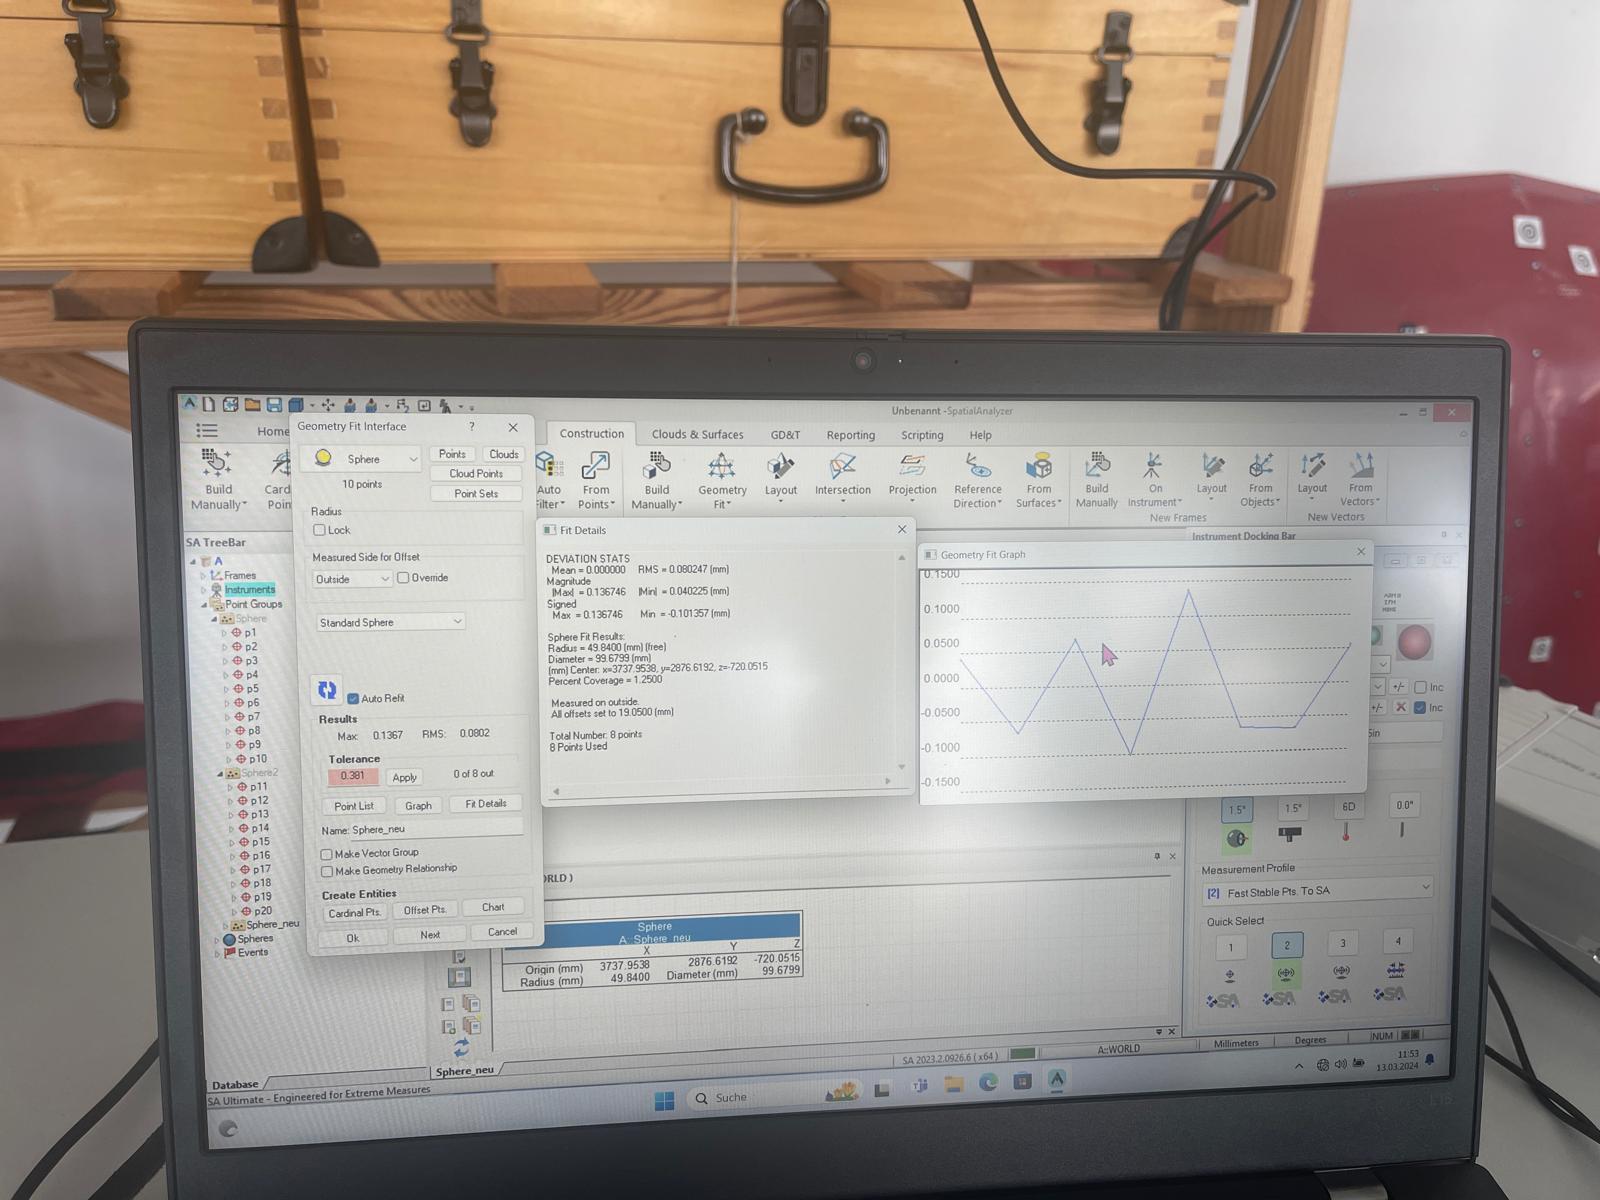 Unbenannt -SpatialAnalyzer
Home
Construction
Clouds & Surfaces
GD&T
Reporting
Scripting
Help
Build Manually
Auto
From Points
Build Manually
Geometry Fit
Layout
Intersection
Projection
Reference Direction
From Surfaces
Build Manually
On Instrument
Layout
From Objects
Layout
From Vectors
New Frames
New Vectors
SA TreeBar
A
Frames
Instruments
Point Groups
Sphere
p1
p2
p3
p4
p5
p6
p7
p8
p9
p10
Sphere2
p11
p12
p13
p14
p15
p16
p17
p18
p19
p20
Sphere_neu
Spheres
Events
Database
Geometry Fit Interface
?
Sphere
Points
Clouds
10 points
Cloud Points
Point Sets
Radius
Lock
Measured Side for Offset
Outside
Override
Standard Sphere
Auto Refit
Results
Max: 0.1367 RMS: 0.0802
Tolerance
0.381
Apply
0 of 8 out
Point List
Graph
Fit Details
Name: Sphere_neu
Make Vector Group
Make Geometry Relationship
Create Entities
Cardinal Pts.
Offset Pts.
Chart
Ok
Next
Cancel
Fit Details
DEVIATION STATS
Mean = 0.000000 RMS = 0.080247 (mm)
Magnitude
|Max| = 0.136746 |Min| = 0.040225 (mm)
Signed
Max = 0.136746 Min = -0.101357 (mm)
Sphere Fit Results:
Radius = 49.8400 (mm) (free)
Diameter = 99.6799 (mm)
(mm) Center: x=3737.9538, y=2876.6192, z=-720.0515
Percent Coverage = 1.2500
Measured on outside.
All offsets set to 19.0500 (mm)
Total Number: 8 points
8 Points Used
Geometry Fit Graph
0.1500
0.1000
0.0500
0.0000
-0.0500
-0.1000
-0.1500
Instrument Docking Bar
+/- Inc
+/- Inc
1.5"
1.5"
6D
0.0"
Measurement Profile
[2] Fast Stable Pts. To SA
Quick Select
1
2
3
4
SA
SA
SA
SA
Sphere
A: Sphere_neu
X Y Z
Origin (mm) 3737.9538 2876.6192 -720.0515
Radius (mm) 49.8400 Diameter (mm) 99.6799
Sphere_neu
SA 2023.2.0926.6 (x64)
A::WORLD
Millimeters
Degrees
NUM
SA Ultimate - Engineered for Extreme Measures
Suche
11:53
13.03.2024